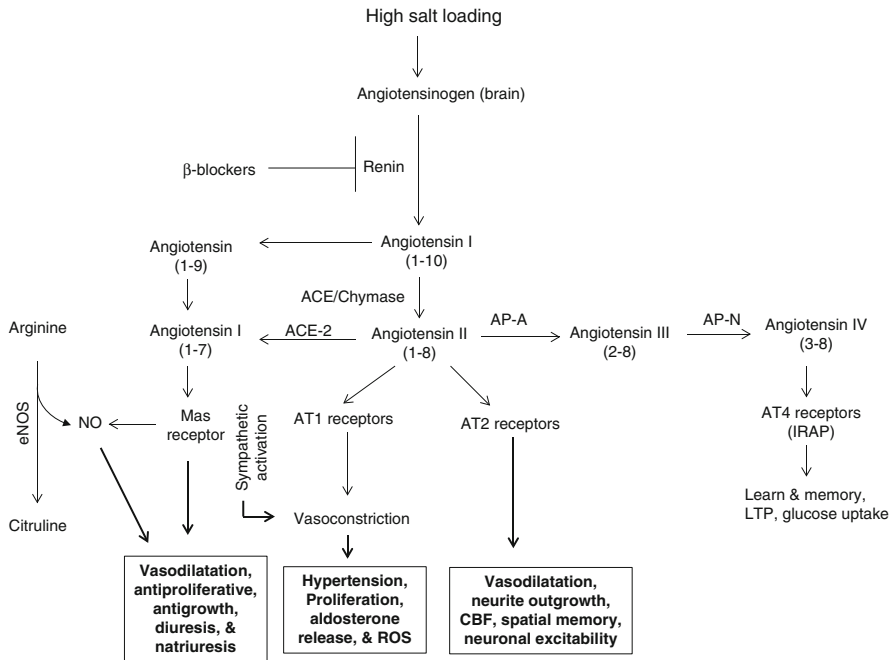 High salt loading
Angiotensinogen (brain)
β-blockers
Renin
Angiotensin
(1-9)
Angiotensin I
(1-10)
ACE/Chymase
Arginine
Angiotensin I
(1-7)
ACE-2
Angiotensin II
(1-8)
AP-A
Angiotensin III
(2-8)
AP-N
Angiotensin IV
(3-8)
eNOS
NO
Mas
receptor
Sympathetic
activation
AT1 receptors
AT2 receptors
AT4 receptors
(IRAP)
Citruline
Vasoconstriction
Learn & memory,
LTP, glucose uptake
Vasodilatation,
antiproliferative,
antigrowth,
diuresis, &
natriuresis
Hypertension,
Proliferation,
aldosterone
release, & ROS
Vasodilatation,
neurite outgrowth,
CBF, spatial memory,
neuronal excitability